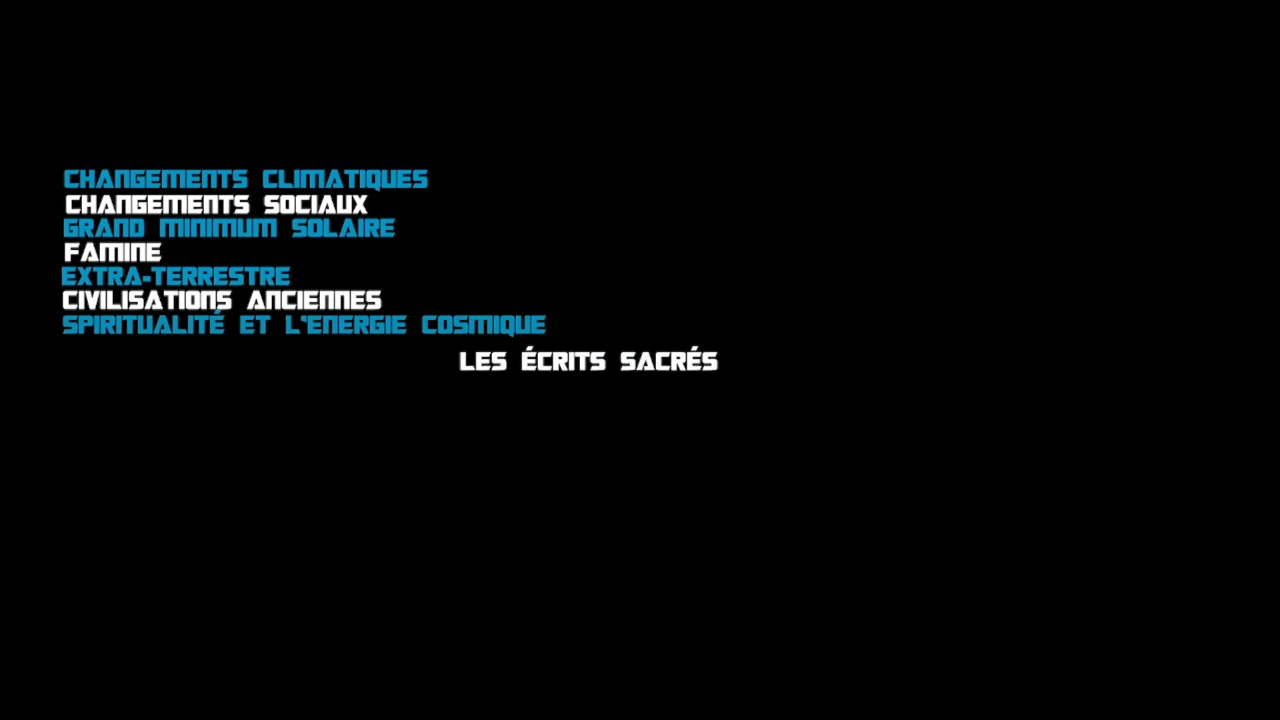 CHANGEMENTS CLIMATIQUES
CHANGEMENTS SOCIAUX
GRAND MINIMUM SOLAIRE
FAMINE
EXTRA-TERRESTRE
CIVILISATIONS ANCIENNES
SPIRITUALITÉ ET L'ENERGIE COSMIQUE
LES ÉCRITS SACRÉS